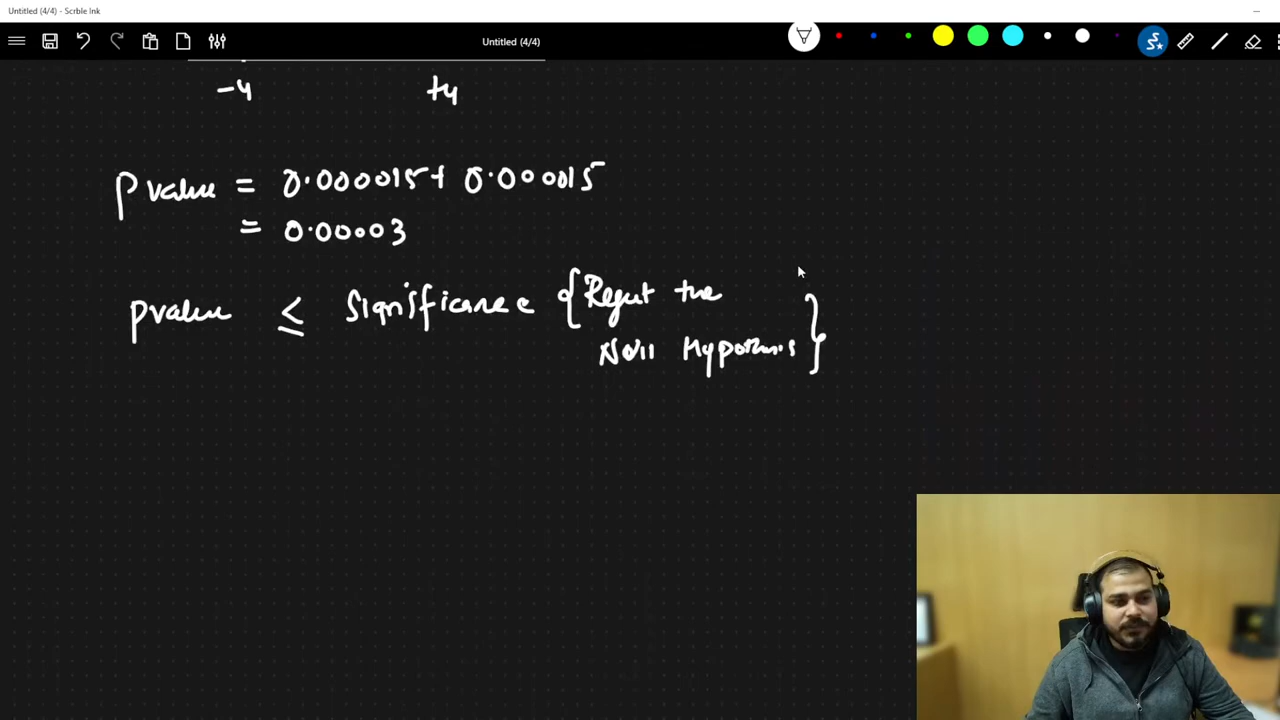 Untitled (4/4) - Scrble Ink
Untitled (4/4)
-4 +4
P value = 0.000015 + 0.000015
= 0.00003
p value ≤ Significance { Reject the
Null Hypothesis }